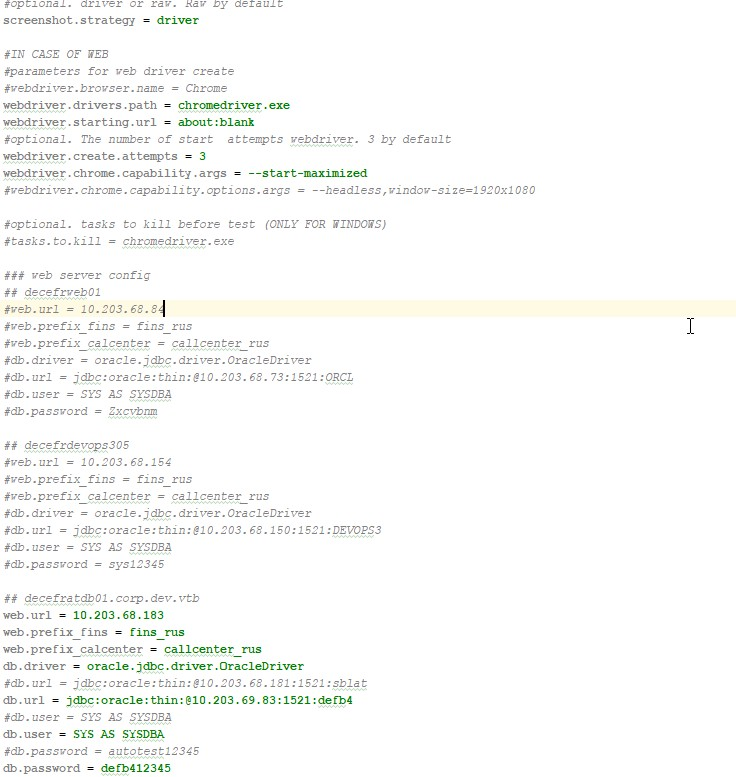 #optional. driver or raw. Raw by default
screenshot.strategy = driver
#IN CASE OF WEB
#parameters for web driver create
#webdriver.browser.name = Chrome
webdriver.drivers.path = chromedriver.exe
webdriver.starting.url = about:blank
#optional. The number of start  attempts webdriver. 3 by default
webdriver.create.attempts = 3
webdriver.chrome.capability.args = --start-maximized
#webdriver.chrome.capability.options.args = --headless,window-size=1920x1080
#optional. tasks to kill before test (ONLY FOR WINDOWS)
#tasks.to.kill = chromedriver.exe
### web server config
## decefrweb01
#web.url = 10.203.68.84
#web.prefix_fins = fins_rus
#web.prefix_calcenter = callcenter_rus
#db.driver = oracle.jdbc.driver.OracleDriver
#db.url = jdbc:oracle:thin:@10.203.68.73:1521:ORCL
#db.user = SYS AS SYSDBA
#db.password = Zxcvbnm
## decefrdevops305
#web.url = 10.203.68.154
#web.prefix_fins = fins_rus
#web.prefix_calcenter = callcenter_rus
#db.driver = oracle.jdbc.driver.OracleDriver
#db.url = jdbc:oracle:thin:@10.203.68.150:1521:DEVOPS3
#db.user = SYS AS SYSDBA
#db.password = sys12345
## decefratdb01.corp.dev.vtb
web.url = 10.203.68.183
web.prefix_fins = fins_rus
web.prefix_calcenter = callcenter_rus
db.driver = oracle.jdbc.driver.OracleDriver
#db.url = jdbc:oracle:thin:@10.203.68.181:1521:sblat
db.url = jdbc:oracle:thin:@10.203.69.83:1521:defb4
#db.user = SYS AS SYSDBA
db.user = SYS AS SYSDBA
#db.password = autotest12345
db.password = defb412345